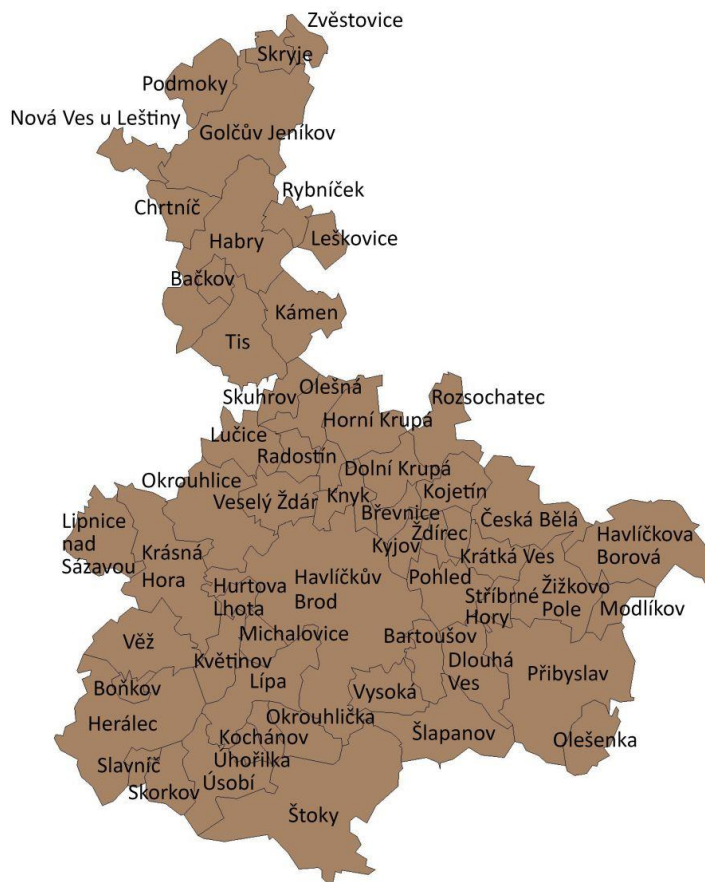 Zvěstovice
Skryje
Podmoky
Nová Ves u Leštiny
Golčův Jeníkov
Rybníček
Chrtníč
Leškovice
Habry
Bačkov
Kámen
Tis
Olešná
Skuhrov
Rozsochatec
Horní Krupá
Lučice
Radostín
Dolní Krupá
Okrouhlice
Veselý Ždár
Knyk
Kojetín
Břevnice
Lipnice
nad
Sázavou
Česká Bělá
Havlíčkova
Borová
Ždírec
Kyjov
Krásná
Hora
Krátká Ves
Hurtova
Lhota
Havlíčkův
Brod
Pohled
Stříbrné
Hory
Žižkovo
Pole
Modlíkov
Věž
Michalovice
Bartoušov
Květinov
Dlouhá
Ves
Přibyslav
Lípa
Boňkov
Vysoká
Herálec
Okrouhlička
Kochánov
Šlapanov
Olešenka
Slavníč
Úhořilka
Skorkov
Úsobí
Štoky